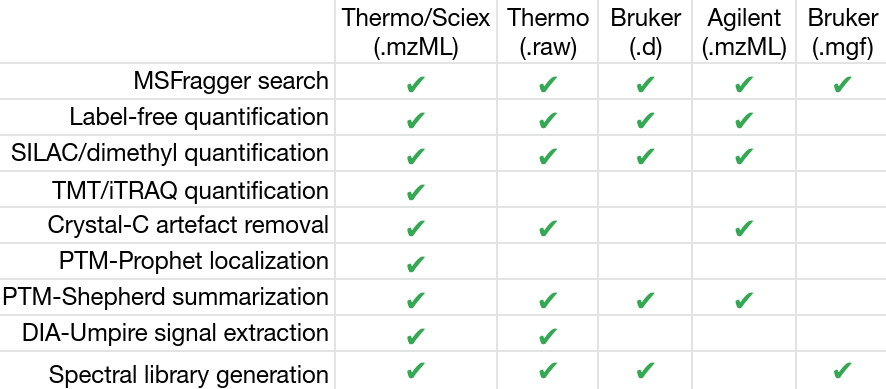 Thermo/Sciex Thermo Bruker Agilent Bruker
(.mzML) (.raw) (.d) (.mzML) (.mgf)
MSFragger search ✔ ✔ ✔ ✔ ✔
Label-free quantification ✔ ✔ ✔ ✔
SILAC/dimethyl quantification ✔ ✔ ✔ ✔
TMT/iTRAQ quantification ✔
Crystal-C artefact removal ✔ ✔ ✔
PTM-Prophet localization ✔
PTM-Shepherd summarization ✔ ✔ ✔ ✔
DIA-Umpire signal extraction ✔ ✔
Spectral library generation ✔ ✔ ✔ ✔